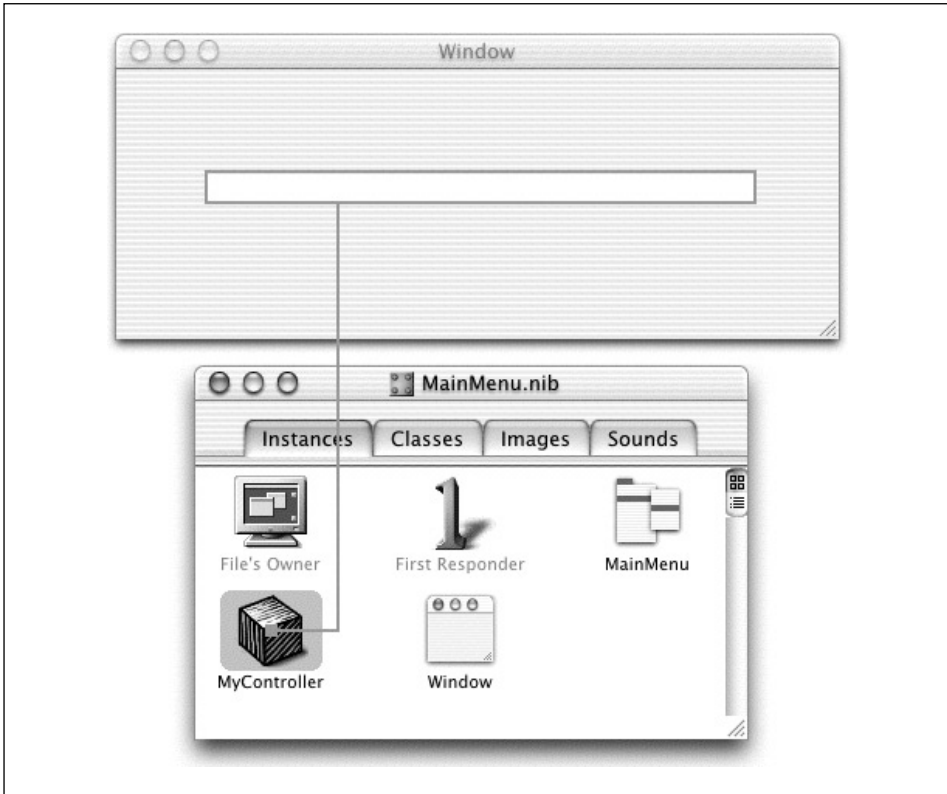 Window
MainMenu.nib
Instances Classes Images Sounds
File's Owner First Responder MainMenu
MyController Window